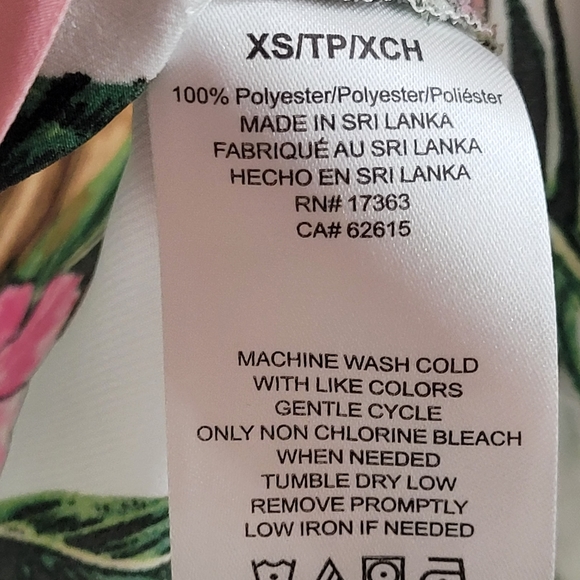 XS/TP/XCH
100% Polyester/Polyester/Poliéster
MADE IN SRI LANKA
FABRIQUÉ AU SRI LANKA
HECHO EN SRI LANKA
RN# 17363
CA# 62615
MACHINE WASH COLD
WITH LIKE COLORS
GENTLE CYCLE
ONLY NON CHLORINE BLEACH
WHEN NEEDED
TUMBLE DRY LOW
REMOVE PROMPTLY
LOW IRON IF NEEDED